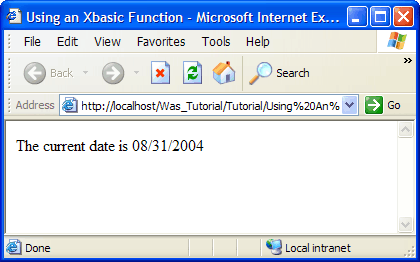 Using an Xbasic Function - Microsoft Internet Ex...
File Edit View Favorites Tools Help
Back Search
Address http://localhost/Was_Tutorial/Tutorial/Using%20An% Go
The current date is 08/31/2004
Done Local intranet